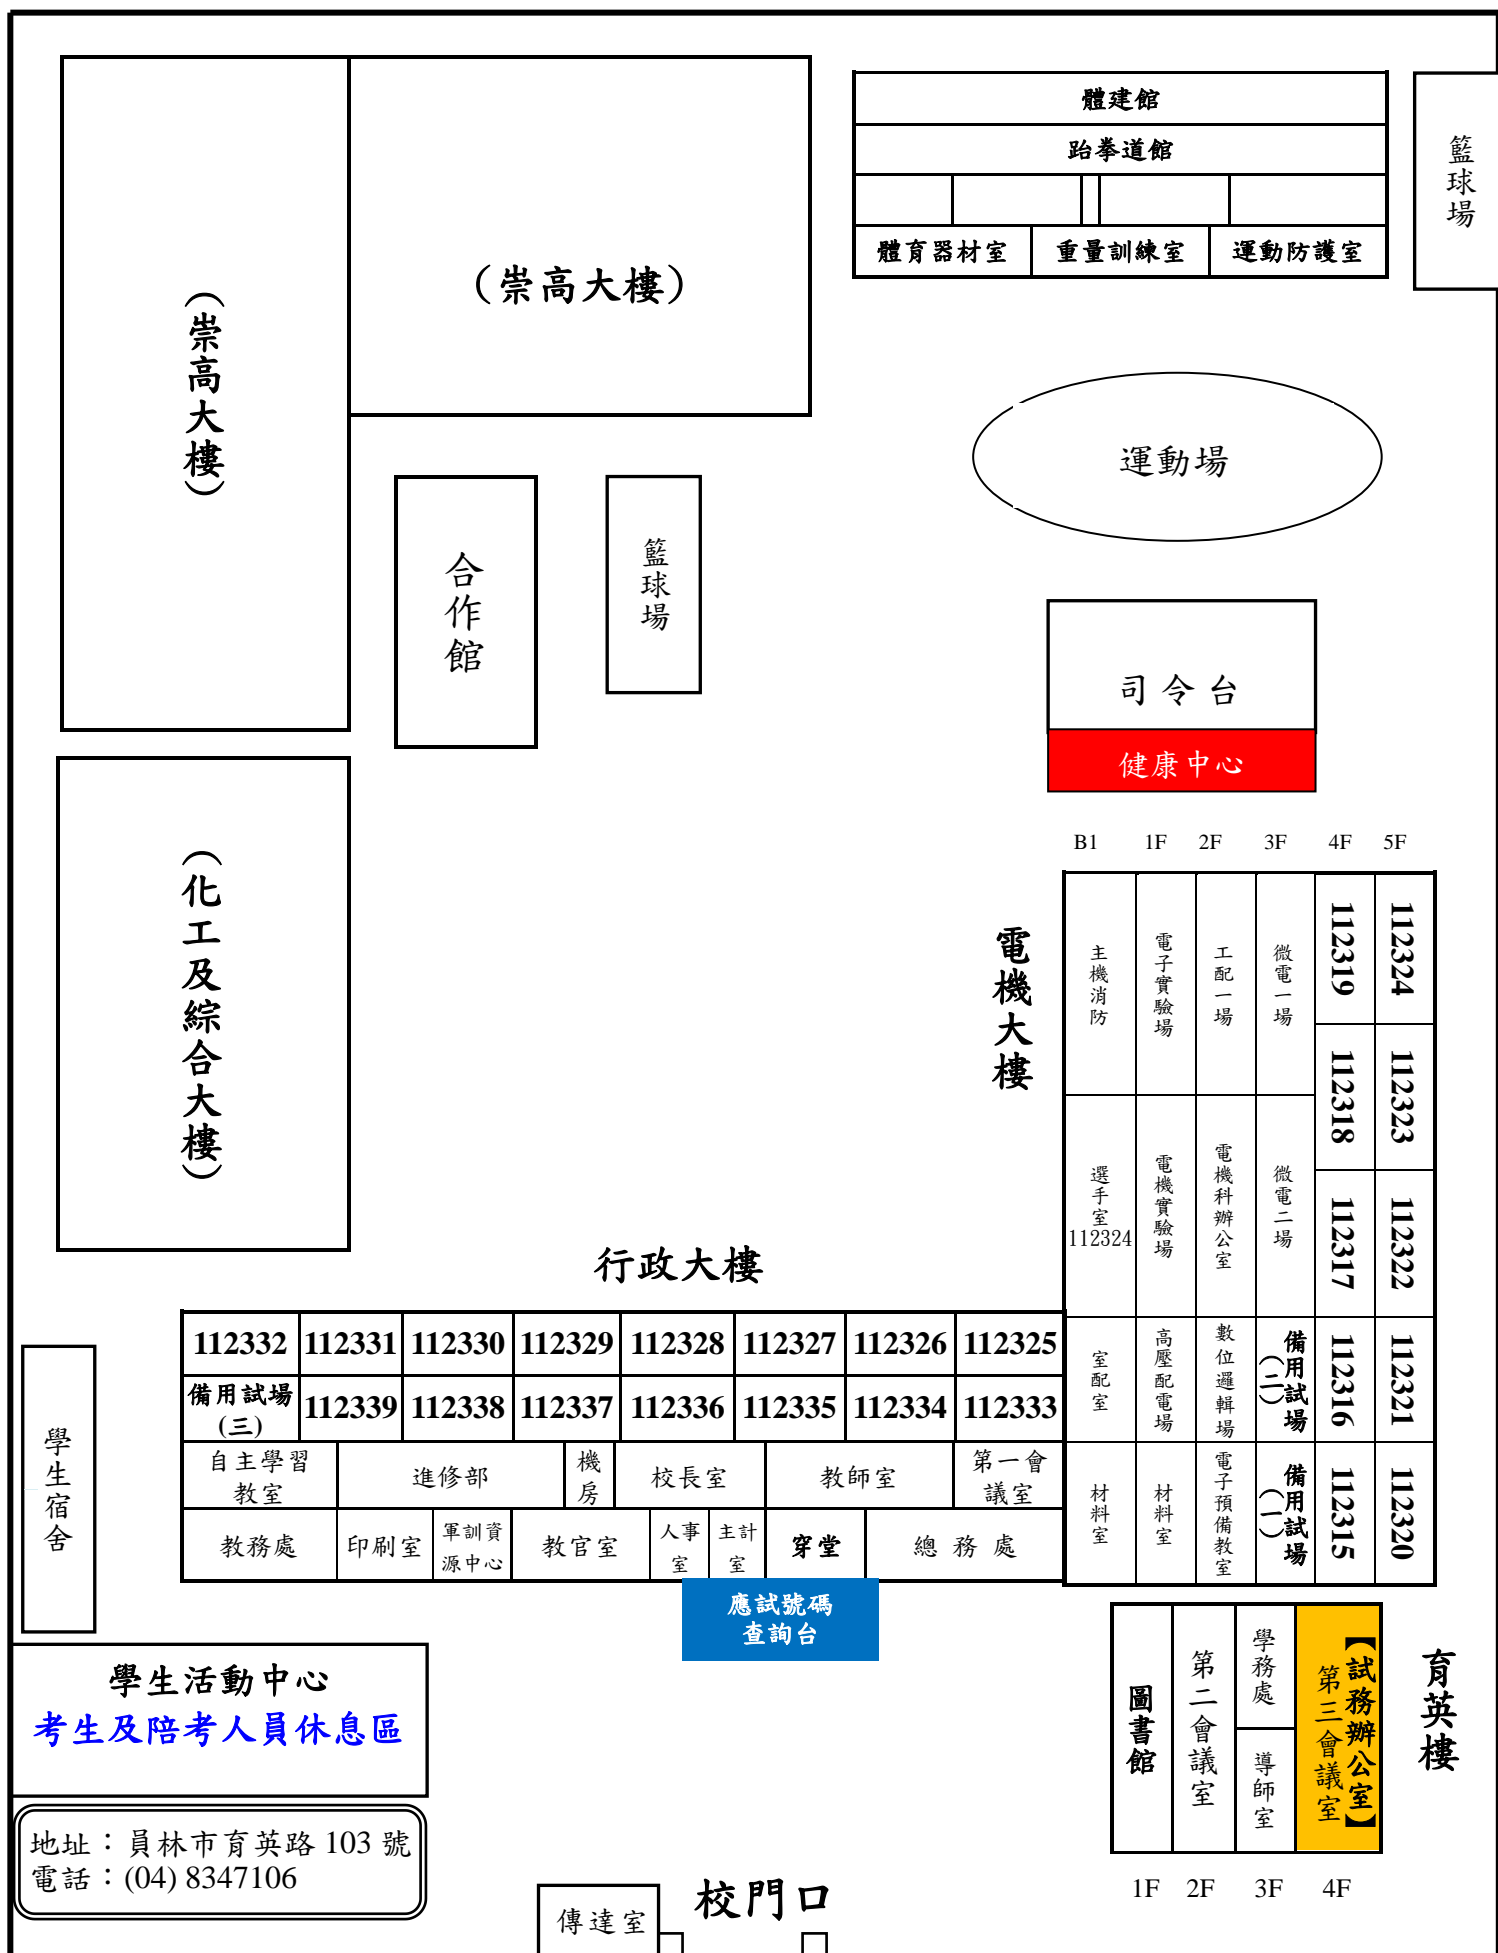 體建館
跆拳道館
體育器材室 重量訓練室 運動防護室
籃球場
(崇高大樓)
(崇高大樓)
運動場
合作館
籃球場
司令台
健康中心
(化工及綜合大樓)
電機大樓
B1 1F 2F 3F 4F 5F
主機消防 電子實驗場 工配一場 微電一場 112319 112324
112318 112323
選手室112324 電機實驗場 電機科辦公室 微電二場 112317 112322
室配室 高壓配電場 數位邏輯場 備用試場(二) 112316 112321
材料室 材料室 電子預備教室 備用試場(一) 112315 112320
行政大樓
112332 112331 112330 112329 112328 112327 112326 112325
備用試場(三) 112339 112338 112337 112336 112335 112334 112333
自主學習教室 進修部 機房 校長室 教師室 第一會議室
教務處 印刷室 軍訓資源中心 教官室 人事室 主計室 穿堂 總務處
應試號碼
查詢台
學生宿舍
學生活動中心
考生及陪考人員休息區
地址：員林市育英路 103 號
電話：(04) 8347106
圖書館 第二會議室 學務處 導師室 【試務辦公室】第三會議室
育英樓
1F 2F 3F 4F
校門口
傳達室